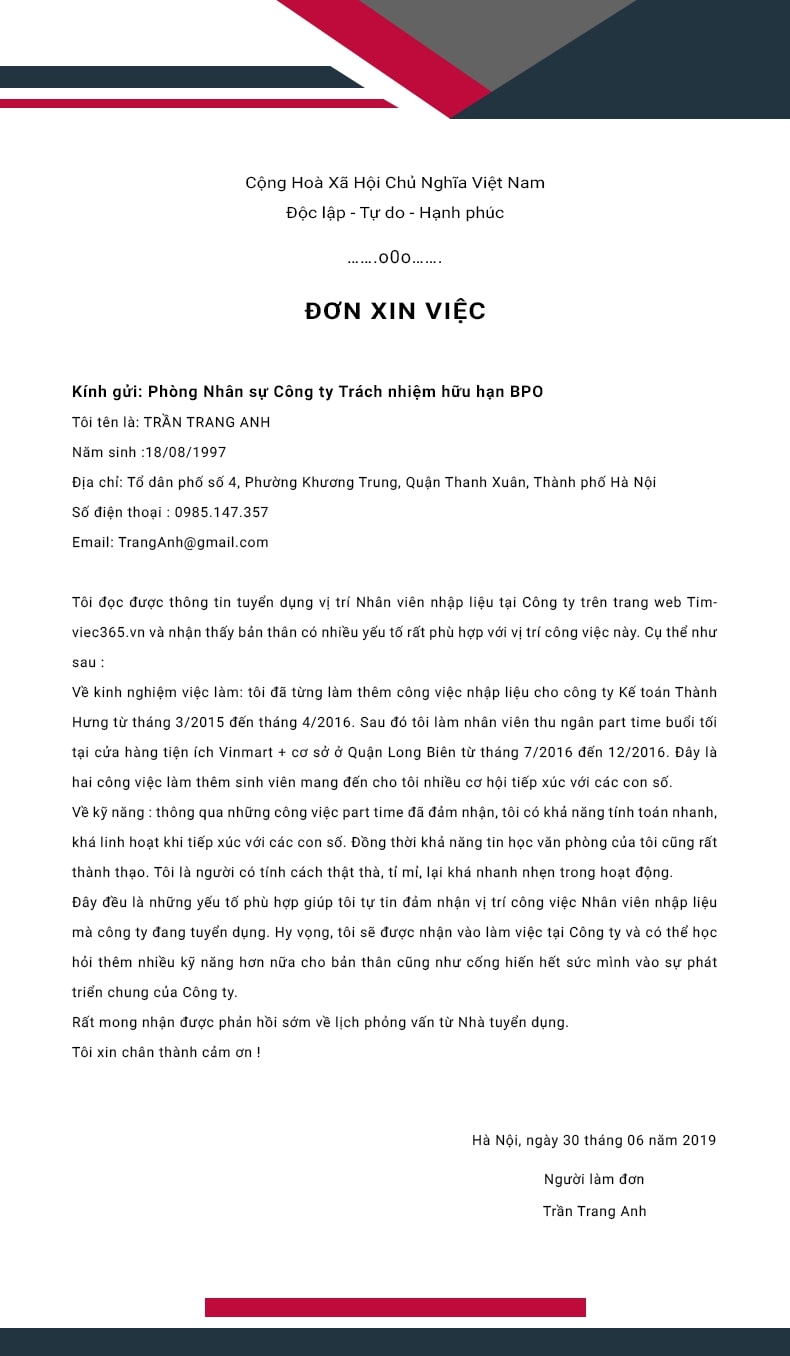 Cộng Hoà Xã Hội Chủ Nghĩa Việt Nam
Độc lập - Tự do - Hạnh phúc
…….o0o…….
ĐƠN XIN VIỆC
Kính gửi: Phòng Nhân sự Công ty Trách nhiệm hữu hạn BPO
Tôi tên là: TRẦN TRANG ANH
Năm sinh :18/08/1997
Địa chỉ: Tổ dân phố số 4, Phường Khương Trung, Quận Thanh Xuân, Thành phố Hà Nội
Số điện thoại : 0985.147.357
Email: TrangAnh@gmail.com
Tôi đọc được thông tin tuyển dụng vị trí Nhân viên nhập liệu tại Công ty trên trang web Tim-
viec365.vn và nhận thấy bản thân có nhiều yếu tố rất phù hợp với vị trí công việc này. Cụ thể như
sau :
Về kinh nghiệm việc làm: tôi đã từng làm thêm công việc nhập liệu cho công ty Kế toán Thành
Hưng từ tháng 3/2015 đến tháng 4/2016. Sau đó tôi làm nhân viên thu ngân part time buổi tối
tại cửa hàng tiện ích Vinmart + cơ sở ở Quận Long Biên từ tháng 7/2016 đến 12/2016. Đây là
hai công việc làm thêm sinh viên mang đến cho tôi nhiều cơ hội tiếp xúc với các con số.
Về kỹ năng : thông qua những công việc part time đã đảm nhận, tôi có khả năng tính toán nhanh,
khá linh hoạt khi tiếp xúc với các con số. Đồng thời khả năng tin học văn phòng của tôi cũng rất
thành thạo. Tôi là người có tính cách thật thà, tỉ mỉ, lại khá nhanh nhẹn trong hoạt động.
Đây đều là những yếu tố phù hợp giúp tôi tự tin đảm nhận vị trí công việc Nhân viên nhập liệu
mà công ty đang tuyển dụng. Hy vọng, tôi sẽ được nhận vào làm việc tại Công ty và có thể học
hỏi thêm nhiều kỹ năng hơn nữa cho bản thân cũng như cống hiến hết sức mình vào sự phát
triển chung của Công ty.
Rất mong nhận được phản hồi sớm về lịch phỏng vấn từ Nhà tuyển dụng.
Tôi xin chân thành cảm ơn !
Hà Nội, ngày 30 tháng 06 năm 2019
Người làm đơn
Trần Trang Anh